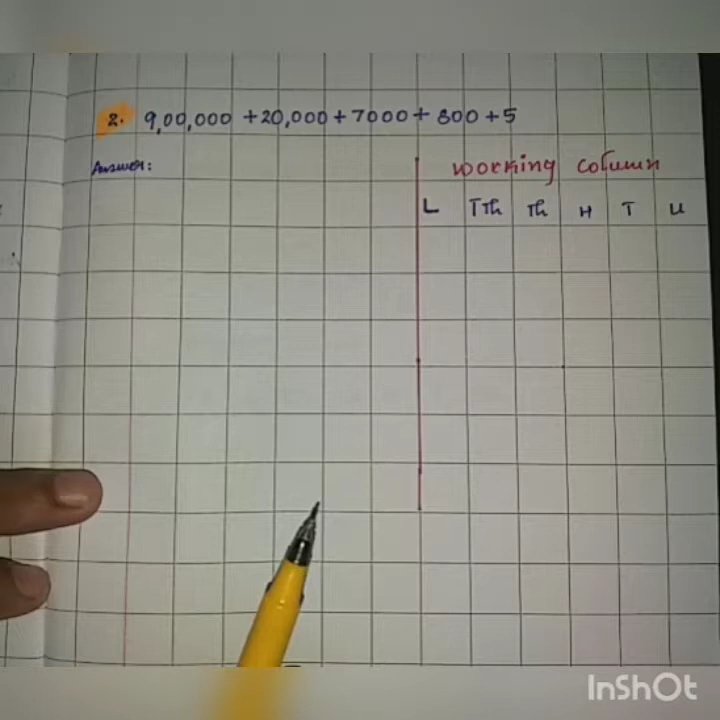 2. 9,00,000 +20,000+7000+ 800 +5
Answer:
working column
L TTh Th H T U
InShOt